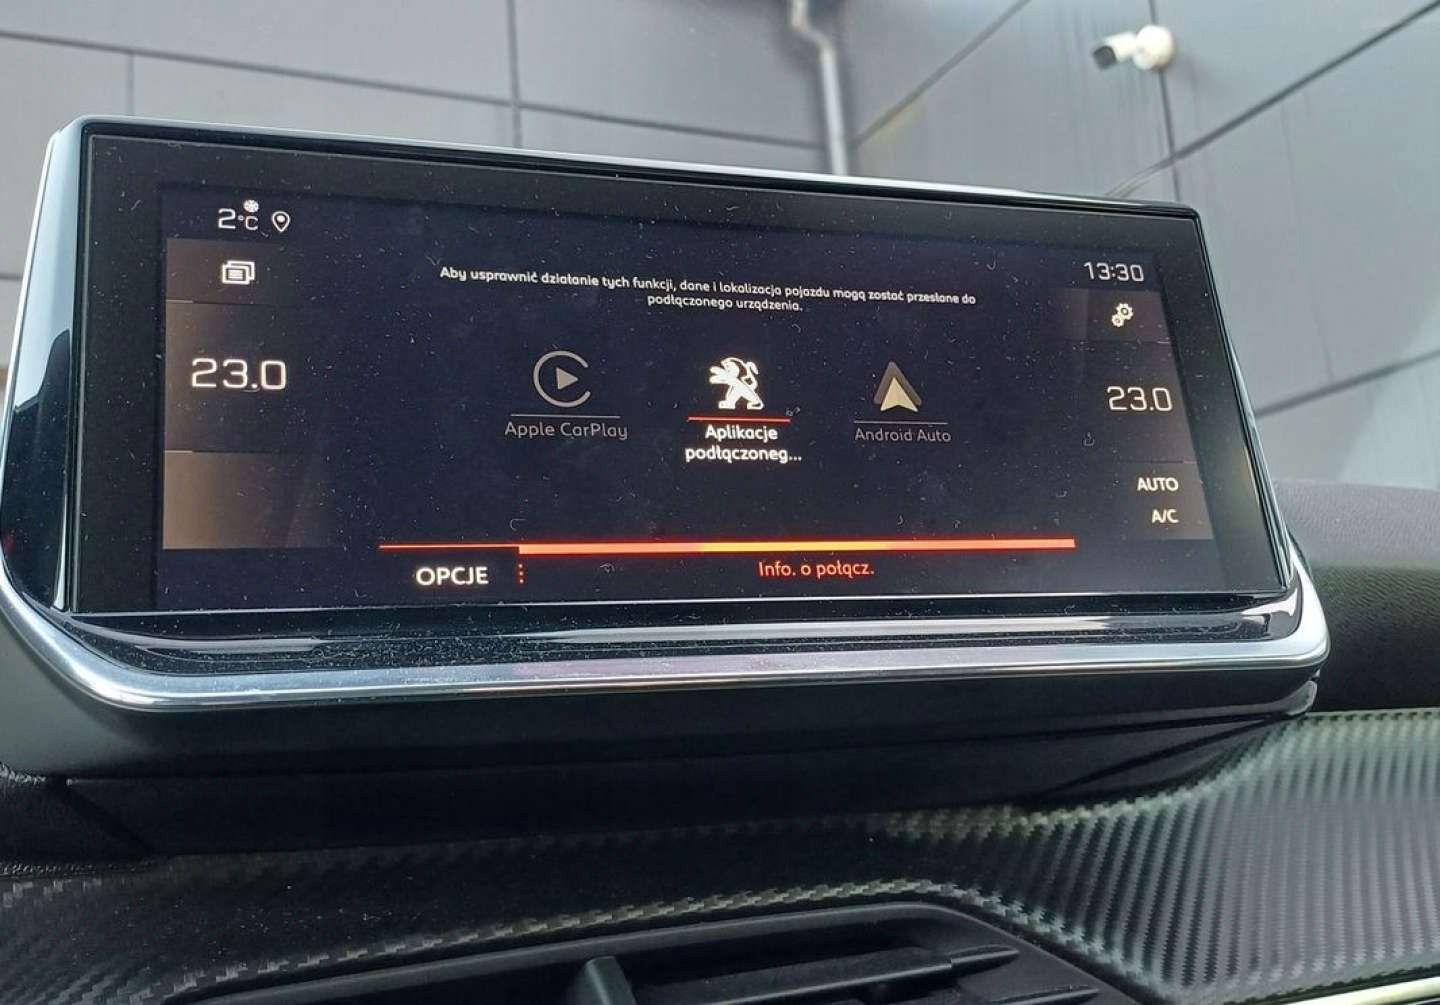 2°C
13:30
Aby usprawnić działanie tych funkcji, dane i lokalizacja pojazdu mogą zostać przesłane do
podłączonego urządzenia.
23.0
23.0
Apple CarPlay
Aplikacje
podłączoneg...
Android Auto
AUTO
A/C
OPCJE
Info. o połącz.